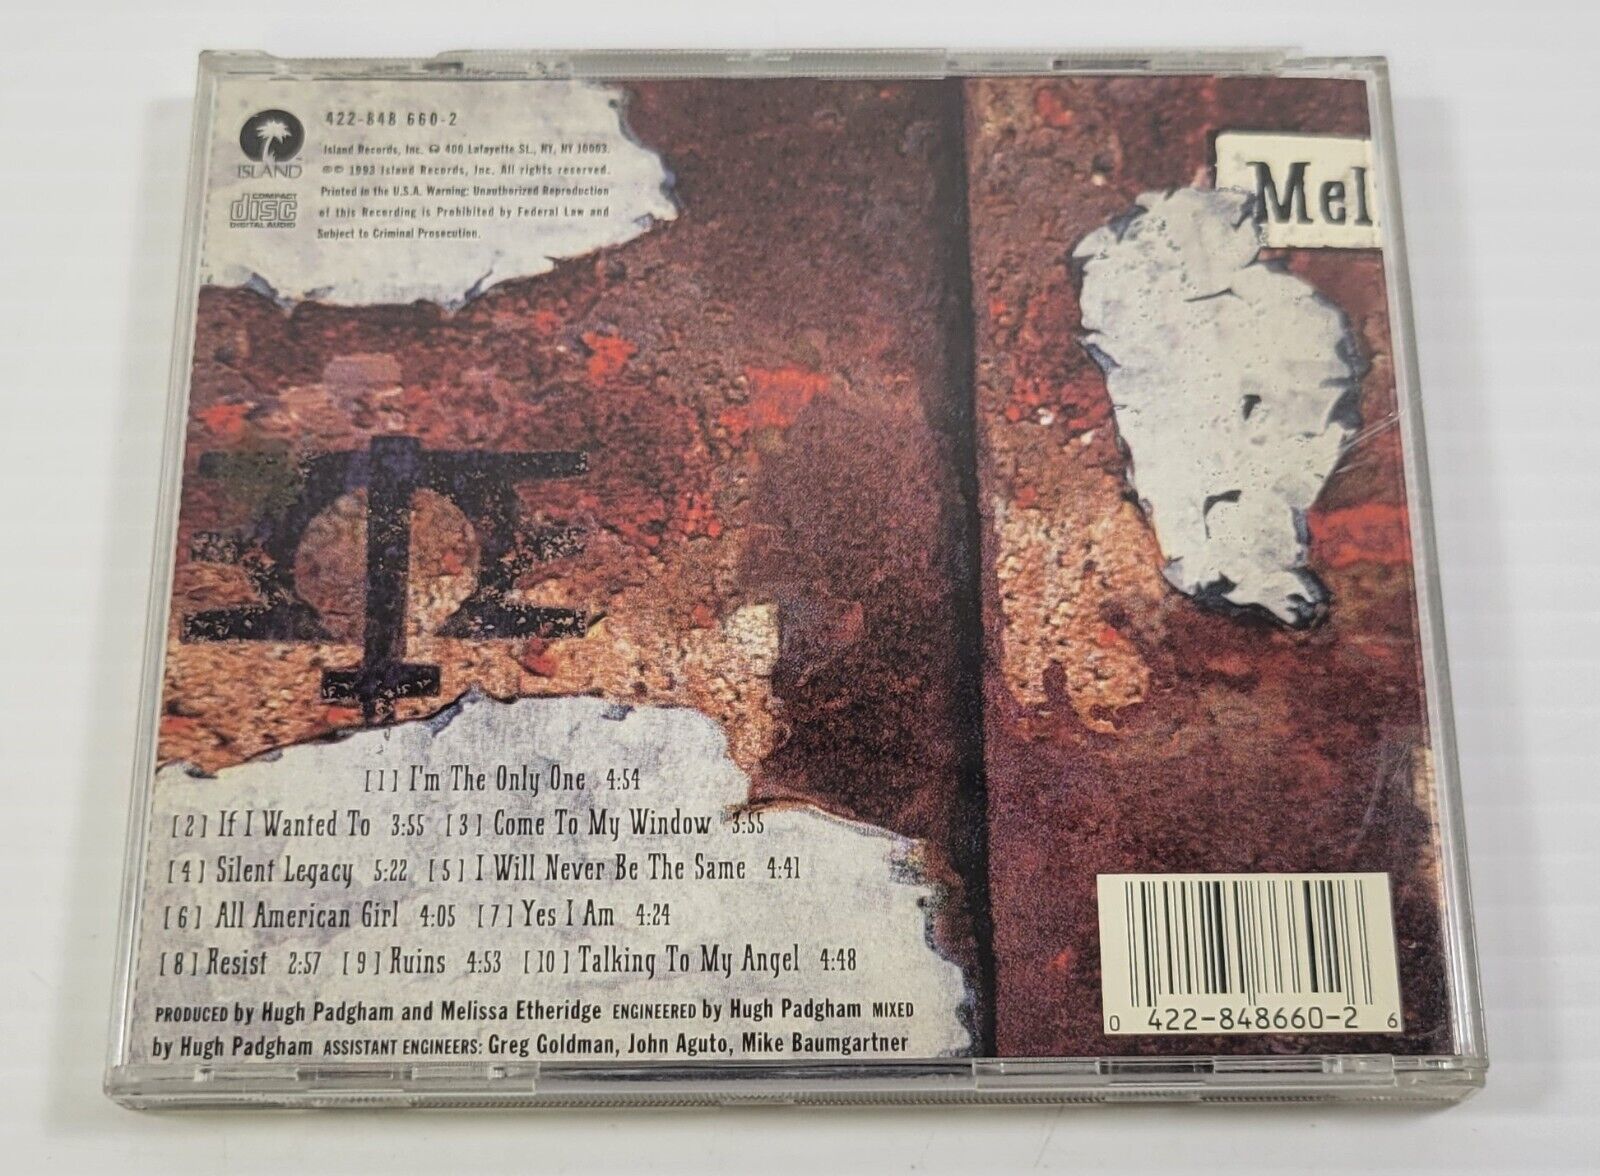 422-848 660-2
Island Records, Inc. 400 Lafayette St., NY, NY 10003.
℗© 1993 Island Records, Inc. All rights reserved.
Printed in the U.S.A. Warning: Unauthorized Reproduction
of this Recording is Prohibited by Federal Law and
Subject to Criminal Prosecution.
ISLAND™
COMPACT
disc
DIGITAL AUDIO
Mel
[1] I'm The Only One 4:54
[2] If I Wanted To 3:55 [3] Come To My Window 3:55
[4] Silent Legacy 5:22 [5] I Will Never Be The Same 4:41
[6] All American Girl 4:05 [7] Yes I Am 4:24
[8] Resist 2:57 [9] Ruins 4:53 [10] Talking To My Angel 4:48
PRODUCED by Hugh Padgham and Melissa Etheridge ENGINEERED by Hugh Padgham MIXED
by Hugh Padgham ASSISTANT ENGINEERS: Greg Goldman, John Aguto, Mike Baumgartner
0 422-848660-2 6